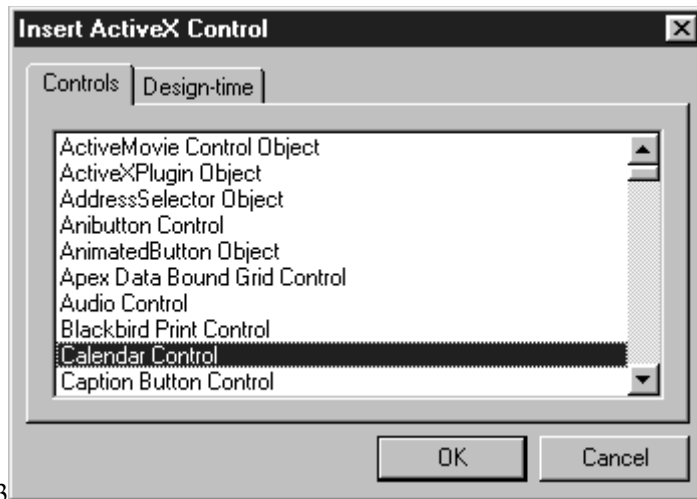 Insert ActiveX Control
Controls Design-time
ActiveMovie Control Object
ActiveXPlugin Object
AddressSelector Object
Anibutton Control
AnimatedButton Object
Apex Data Bound Grid Control
Audio Control
Blackbird Print Control
Calendar Control
Caption Button Control
OK Cancel